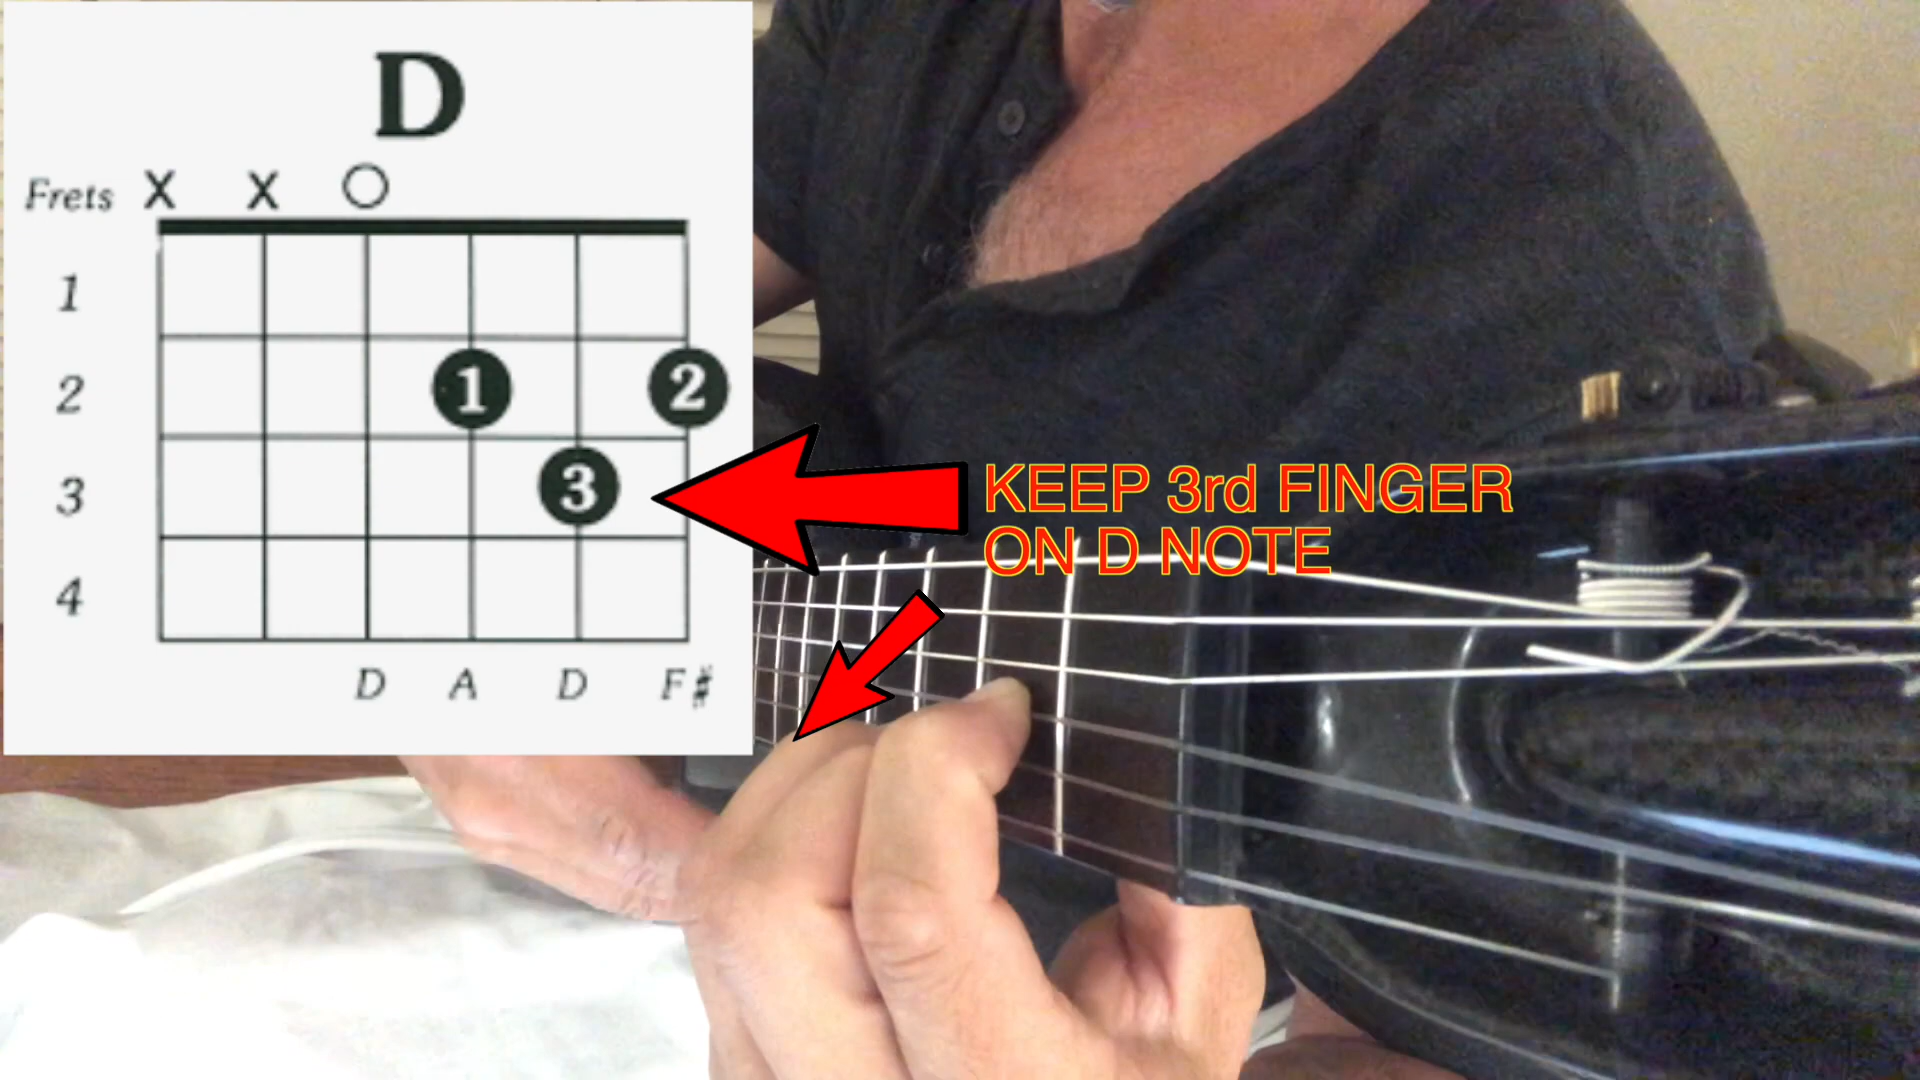 D
Frets X X O
1
2 1 2
3 3
4
D A D F♯
KEEP 3rd FINGER
ON D NOTE